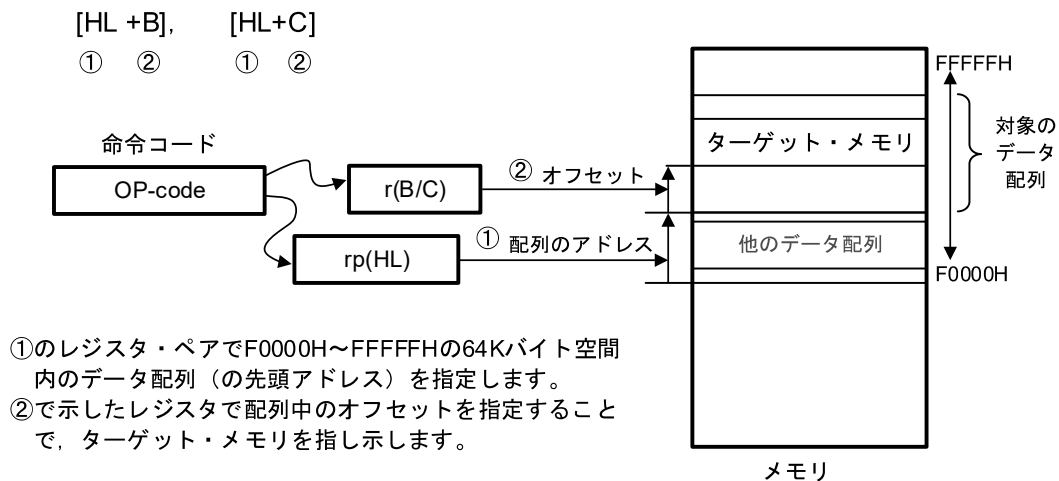 [HL +B],　[HL+C]
①　②　①　②
命令コード
OP-code
r(B/C)
② オフセット
rp(HL)
① 配列のアドレス
FFFFFH
ターゲット・メモリ
対象の
データ
配列
他のデータ配列
F0000H
メモリ
①のレジスタ・ペアでF0000H～FFFFFHの64Kバイト空間
内のデータ配列（の先頭アドレス）を指定します。
②で示したレジスタで配列中のオフセットを指定すること
で，ターゲット・メモリを指し示します。